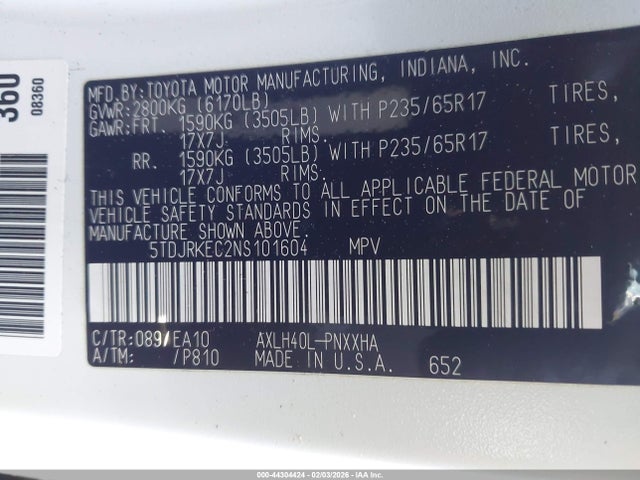 360
08360
MFD.BY:TOYOTA MOTOR MANUFACTURING, INDIANA, INC.
GVWR:2800KG (6170LB)
GAWR:FRT. 1590KG (3505LB) WITH P235/65R17 TIRES,
17X7J RIMS.
RR. 1590KG (3505LB) WITH P235/65R17 TIRES,
17X7J RIMS.
THIS VEHICLE CONFORMS TO ALL APPLICABLE FEDERAL MOTOR
VEHICLE SAFETY STANDARDS IN EFFECT ON THE DATE OF
MANUFACTURE SHOWN ABOVE.
5TDJRKEC2NS101604 MPV
C/TR:089/EA10 AXLH40L-PNXXHA
A/TM: /P810 MADE IN U.S.A. 652
000-44304424 - 02/03/2026 - IAAI.COM